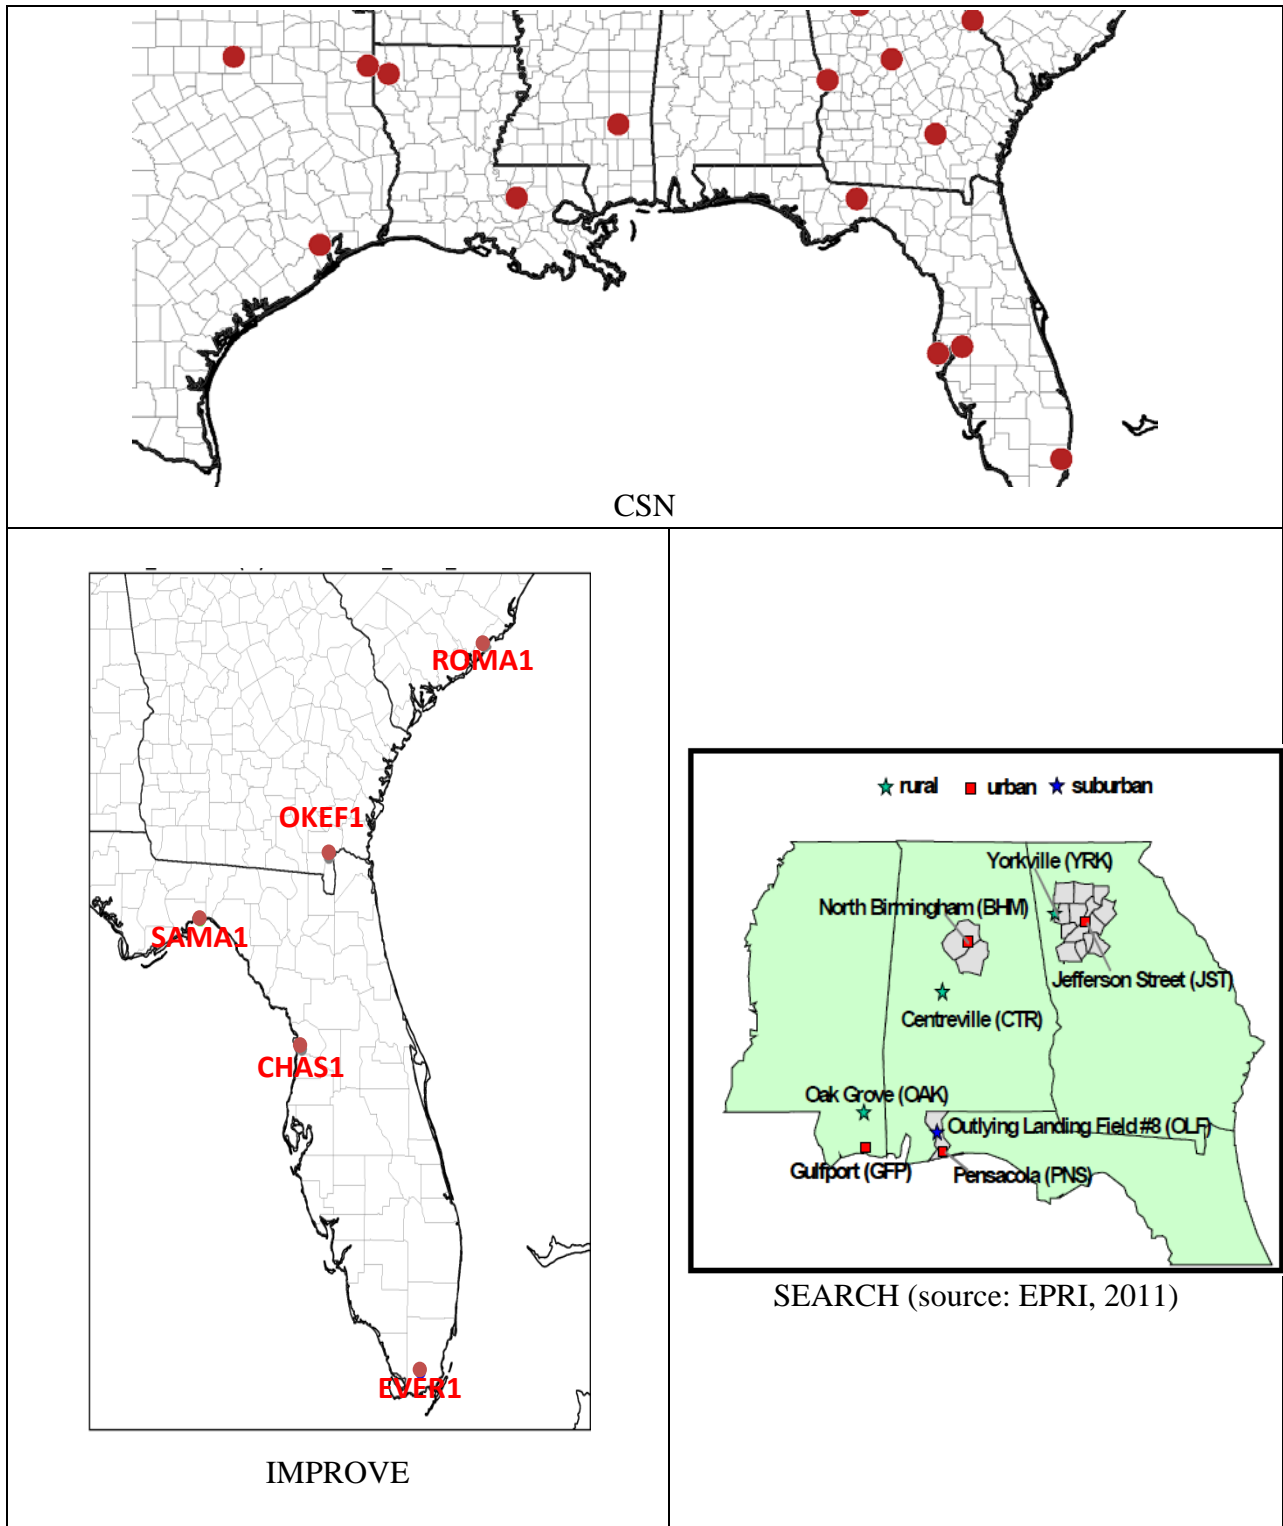 CSN
ROMA1
OKEF1
SAMA1
CHAS1
EVER1
IMPROVE
rural urban suburban
Yorkville (YRK)
North Birmingham (BHM)
Jefferson Street (JST)
Centreville (CTR)
Oak Grove (OAK)
Outlying Landing Field #8 (OLF)
Gulfport (GFP)
Pensacola (PNS)
SEARCH (source: EPRI, 2011)